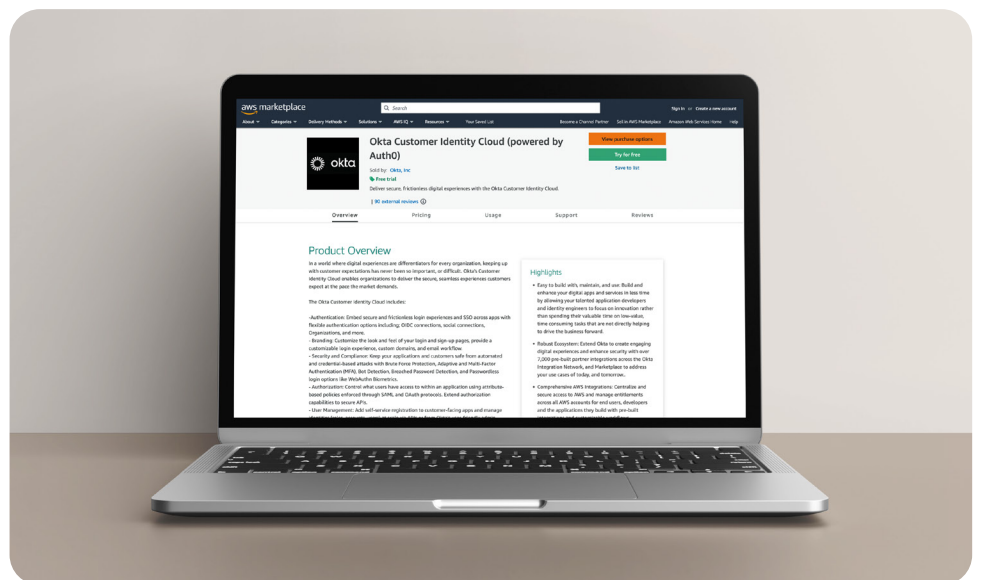 aws marketplace
Search
Sign in or Create a new account
About Categories Delivery Methods Solutions AWS IQ Resources Your Saved List Become a Channel Partner Sell in AWS Marketplace Amazon Web Services Home Help
okta
Okta Customer Identity Cloud (powered by
Auth0)
Sold by: Okta, Inc
Free trial
Deliver secure, frictionless digital experiences with the Okta Customer Identity Cloud.
external reviews
View purchase options
Try for free
Save to list
Overview Pricing Usage Support Reviews
Product Overview
In a world where digital experiences are differentiators for every organization, keeping up
with customer expectations has never been so important, or difficult. Okta's Customer
Identity Cloud enables organizations to deliver the secure, seamless experiences customers
expect at the pace the market demands.
The Okta Customer Identity Cloud includes:
-Authentication: Embed secure and frictionless login experiences and SSO across apps with
flexible authentication options including; OIDC connections, social connections,
Organizations, and more.
- Branding: Customize the look and feel of your login and sign-up pages, provide a
customizable login experience, custom domains, and email workflow.
- Security and Compliance: Keep your applications and customers safe from automated
and credential-based attacks with Brute Force Protection, Adaptive and Multi-Factor
Authentication (MFA), Bot Detection, Breached Password Detection, and Passwordless
login options like WebAuthn Biometrics.
- Authorization: Control what users have access to within an application using attribute-
based policies enforced through SAML and OAuth protocols. Extend authorization
capabilities to secure APIs.
- User Management: Add self-service registration to customer-facing apps and manage
Highlights
• Easy to build with, maintain, and use: Build and
enhance your digital apps and services in less time
by allowing your talented application developers
and identity engineers to focus on innovation rather
than spending their valuable time on low-value,
time consuming tasks that are not directly helping
to drive the business forward.
• Robust Ecosystem: Extend Okta to create engaging
digital experiences and enhance security with over
7,000 pre-built partner integrations across the Okta
Integration Network, and Marketplace to address
your use cases of today, and tomorrow.
• Comprehensive AWS Integrations: Centralize and
secure access to AWS and manage entitlements
across all AWS accounts for end users, developers
and the applications they build with pre-built